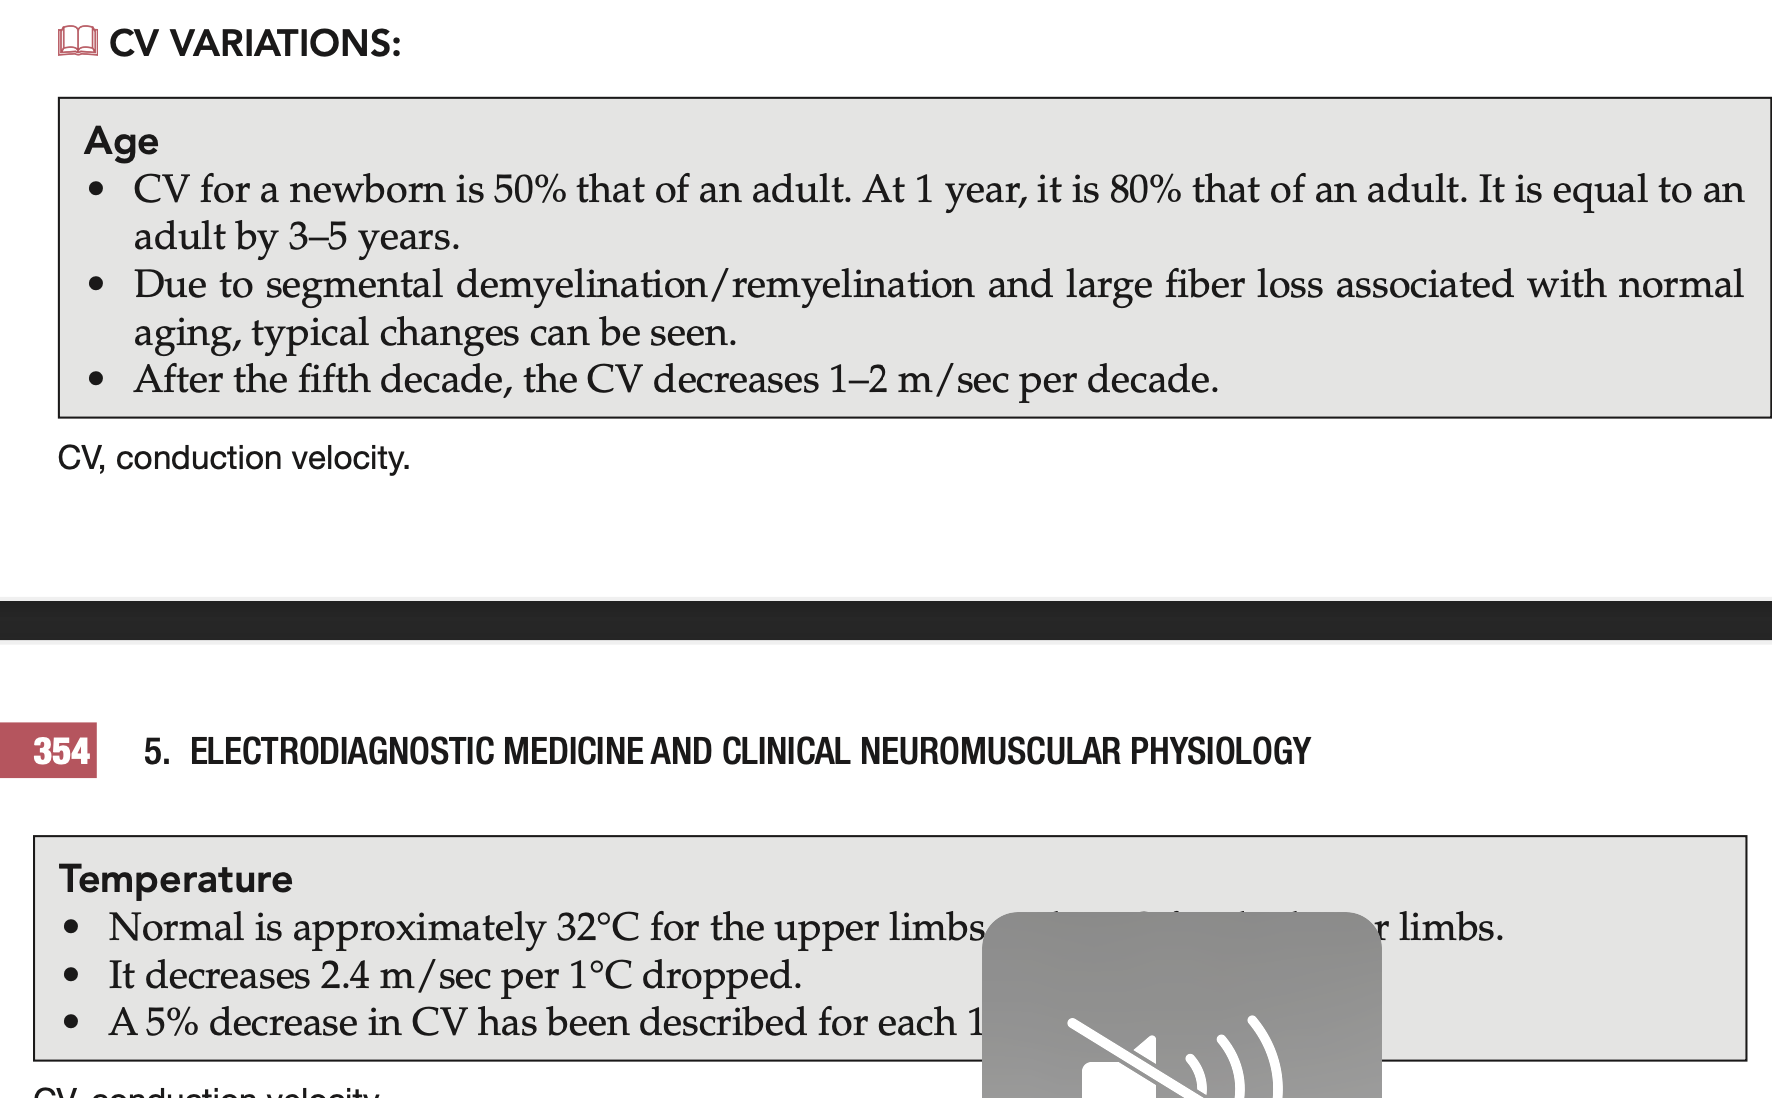 CV VARIATIONS:
Age
• CV for a newborn is 50% that of an adult. At 1 year, it is 80% that of an adult. It is equal to an
adult by 3–5 years.
• Due to segmental demyelination/remyelination and large fiber loss associated with normal
aging, typical changes can be seen.
• After the fifth decade, the CV decreases 1–2 m/sec per decade.
CV, conduction velocity.
354 5. ELECTRODIAGNOSTIC MEDICINE AND CLINICAL NEUROMUSCULAR PHYSIOLOGY
Temperature
• Normal is approximately 32°C for the upper limbs limbs.
• It decreases 2.4 m/sec per 1°C dropped.
• A 5% decrease in CV has been described for each 1
CV, conduction velocity.